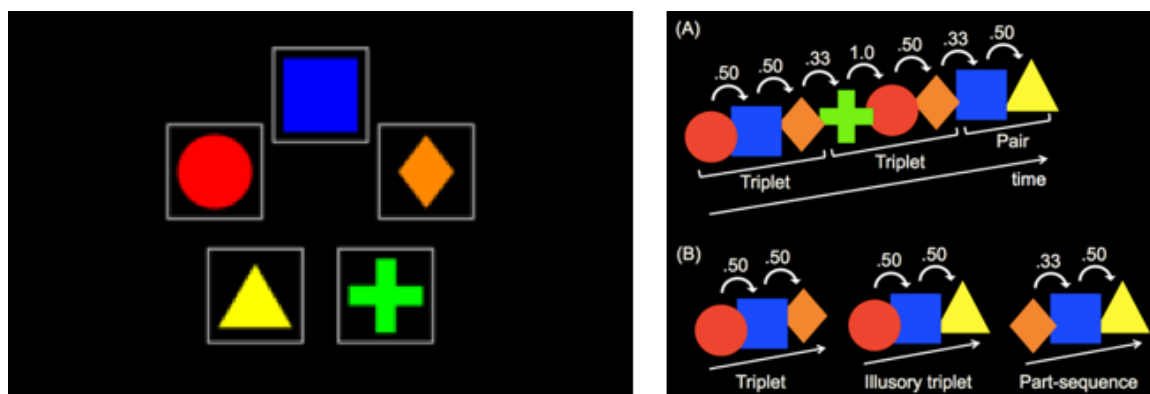 (A)
.50 .50 .33 1.0 .50 .33 .50
Triplet Triplet Pair
time
(B)
.50 .50 .50 .50 .33 .50
Triplet Illusory triplet Part-sequence